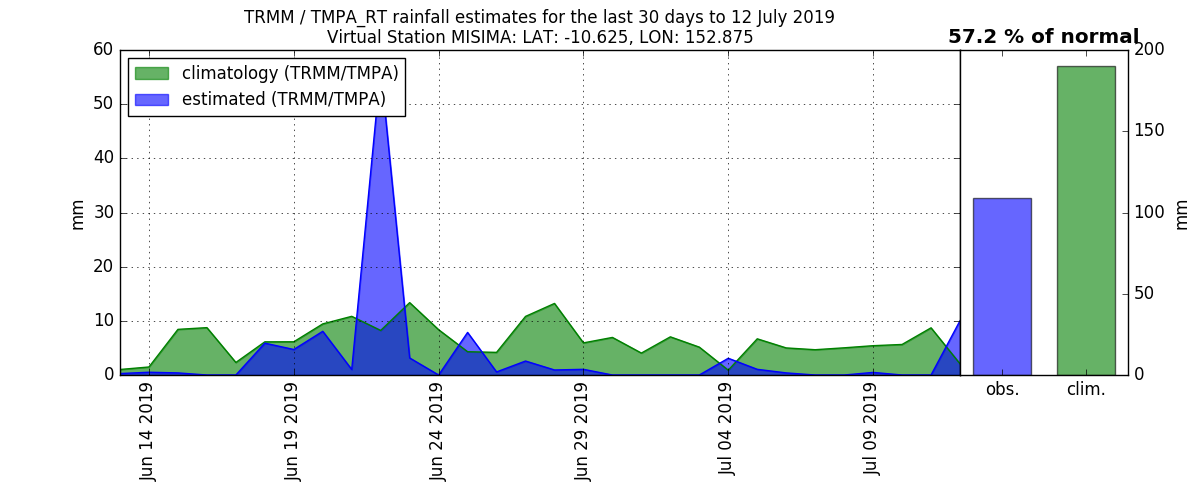 TRMM / TMPA_RT rainfall estimates for the last 30 days to 12 July 2019
Virtual Station MISIMA: LAT: -10.625, LON: 152.875
57.2 % of normal
climatology (TRMM/TMPA)
estimated (TRMM/TMPA)
mm
60
50
40
30
20
10
0
Jun 14 2019
Jun 19 2019
Jun 24 2019
Jun 29 2019
Jul 04 2019
Jul 09 2019
200
150
100
50
0
mm
obs.
clim.